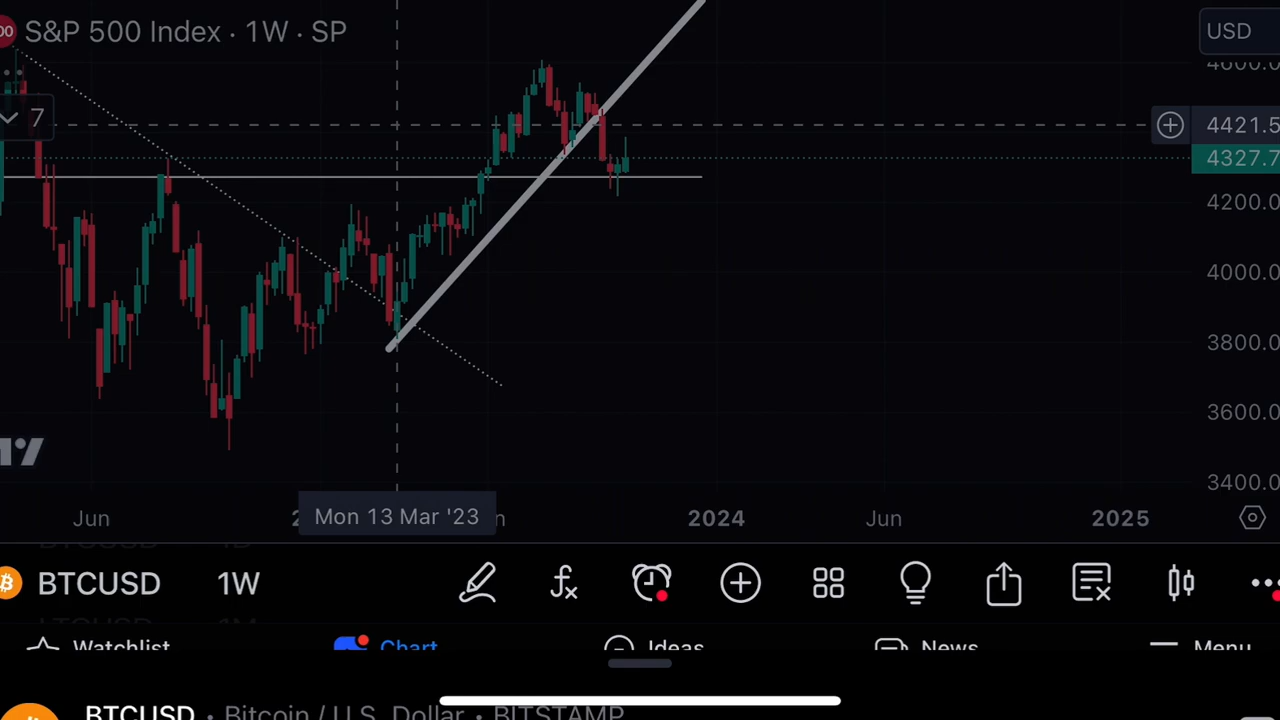 S&P 500 Index · 1W · SP
USD
4600.0
7
4421.5
4327.7
4200.0
4000.0
3800.0
3600.0
3400.0
Jun
Mon 13 Mar '23
2024
Jun
2025
BTCUSD 1W
Watchlist
Chart
Ideas
News
Menu
BTCUSD · Bitcoin / U.S. Dollar · BITSTAMP